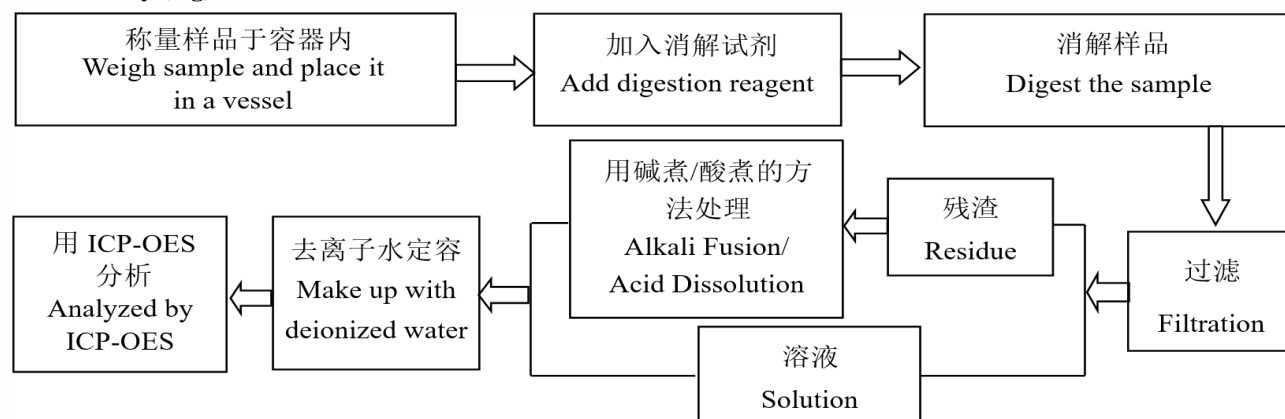 称量样品于容器内
Weigh sample and place it
in a vessel
加入消解试剂
Add digestion reagent
消解样品
Digest the sample
过滤
Filtration
残渣
Residue
用碱煮/酸煮的方
法处理
Alkali Fusion/
Acid Dissolution
溶液
Solution
去离子水定容
Make up with
deionized water
用 ICP-OES
分析
Analyzed by
ICP-OES